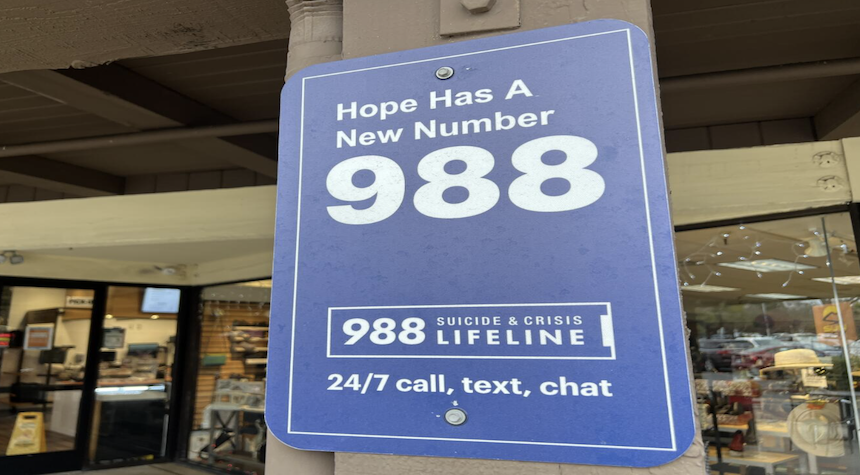 Hope Has A
New Number
988
988 SUICIDE & CRISIS
LIFELINE
24/7 call, text, chat